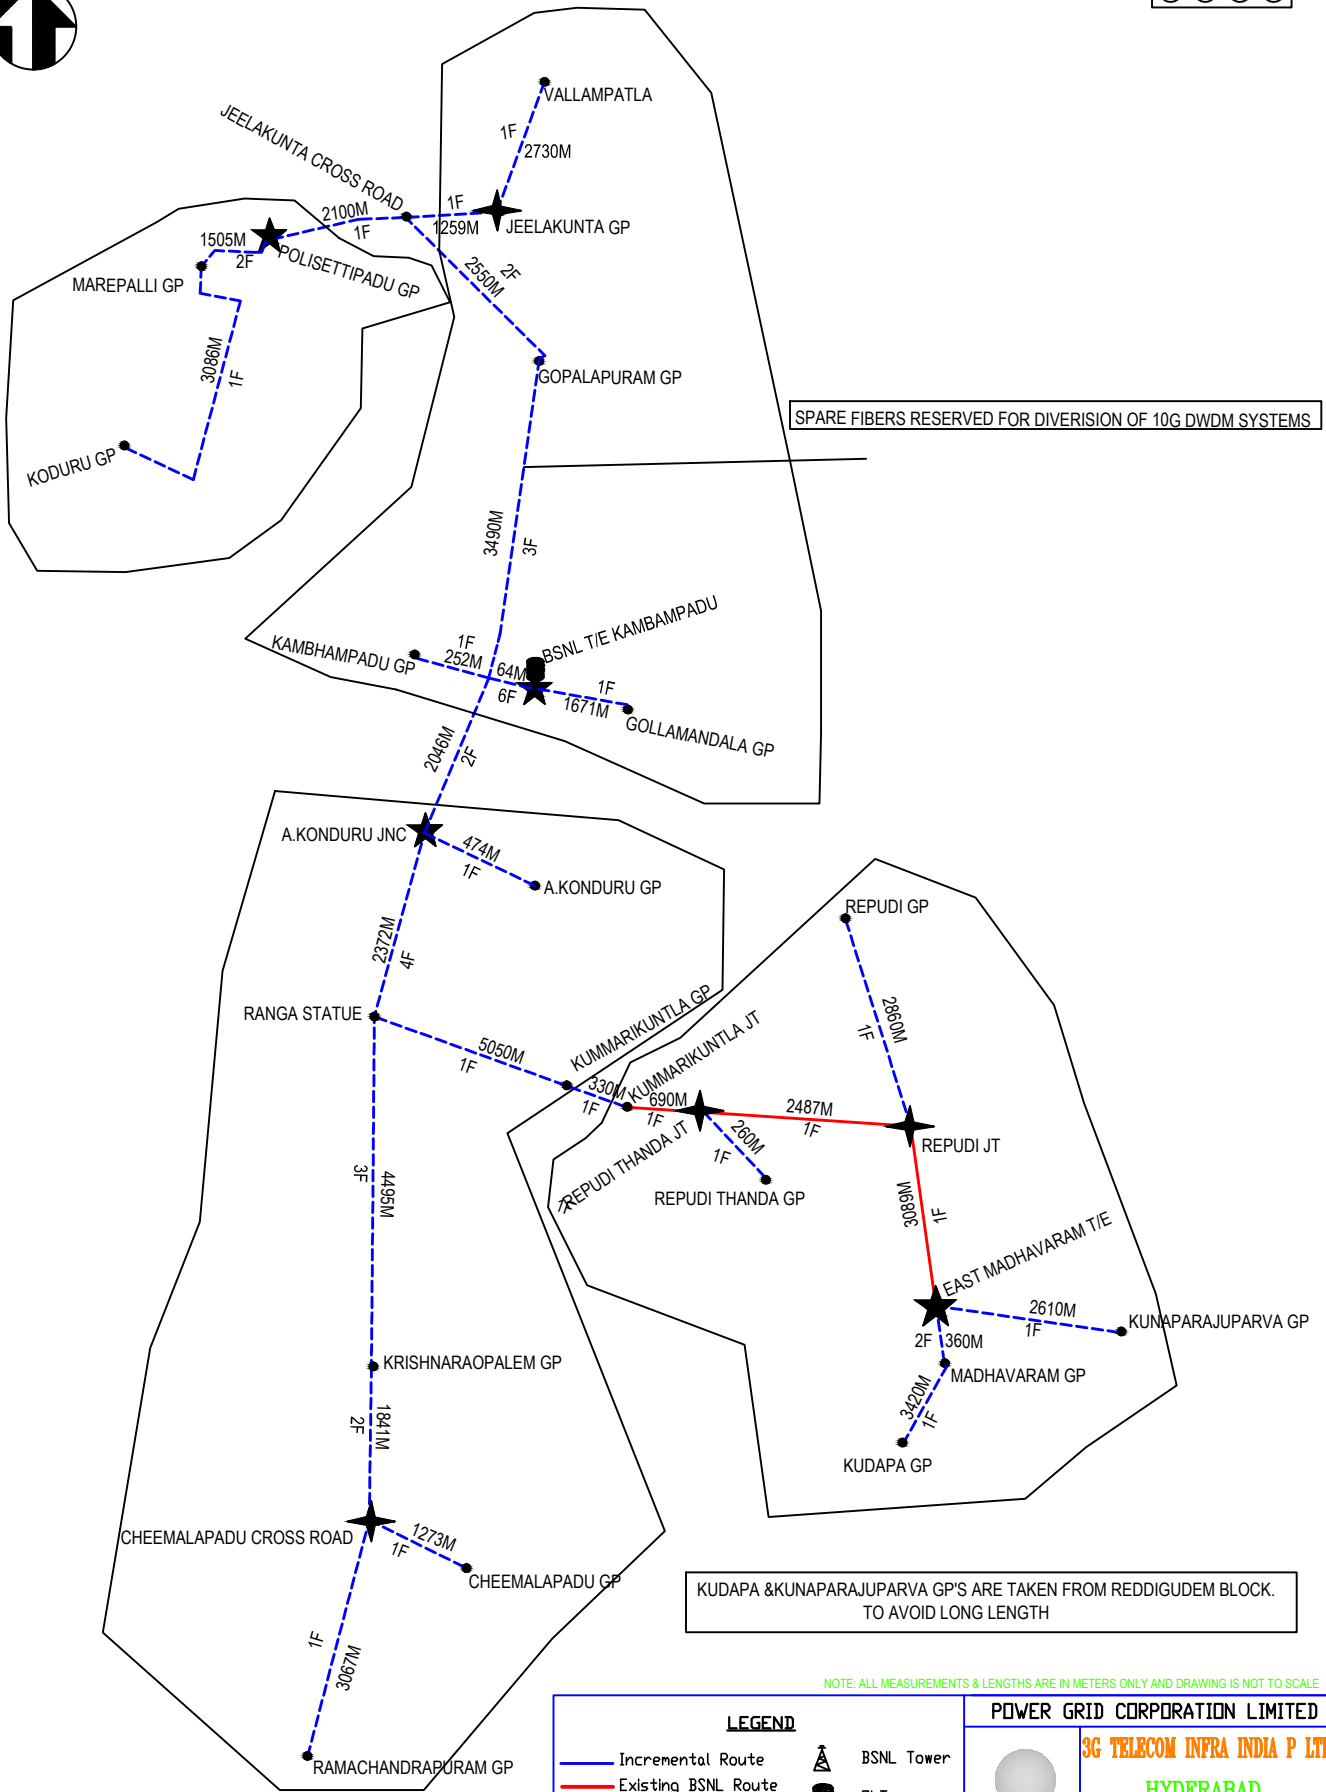 VALLAMPATLA
1F
2730M
JEELAKUNTA CROSS ROAD
1F
1259M
JEELAKUNTA GP
2100M
1F
1505M
2F
POLISETTIPADU GP
MAREPALLI GP
2F
2550M
3086M
1F
GOPALAPURAM GP
KODURU GP
SPARE FIBERS RESERVED FOR DIVERISION OF 10G DWDM SYSTEMS
3490M
3F
BSNL T/E KAMBAMPADU
KAMBHAMPADU GP
1F
252M
64M
6F
1F
1671M
GOLLAMANDALA GP
2046M
2F
A.KONDURU JNC
474M
1F
A.KONDURU GP
2372M
4F
REPUDI GP
RANGA STATUE
5050M
1F
KUMMARIKUNTLA GP
KUMMARIKUNTLA JT
2860M
1F
330M
1F
690M
1F
2487M
1F
REPUDI JT
REPUDI THANDA JT
260M
1F
REPUDI THANDA GP
4495M
3F
3089M
1F
EAST MADHAVARAM T/E
2610M
1F
KUNAPARAJUPARVA GP
2F
360M
MADHAVARAM GP
3420M
1F
KUDAPA GP
KRISHNARAOPALEM GP
1841M
2F
CHEEMALAPADU CROSS ROAD
1273M
1F
CHEEMALAPADU GP
1F
3067M
RAMACHANDRAPURAM GP
KUDAPA &KUNAPARAJUPARVA GP'S ARE TAKEN FROM REDDIGUDEM BLOCK.
TO AVOID LONG LENGTH
NOTE: ALL MEASUREMENTS & LENGTHS ARE IN METERS ONLY AND DRAWING IS NOT TO SCALE
LEGEND
Incremental Route
BSNL Tower
Existing BSNL Route
POWER GRID CORPORATION LIMITED
3G TELECOM INFRA INDIA P LTD
HYDERABAD